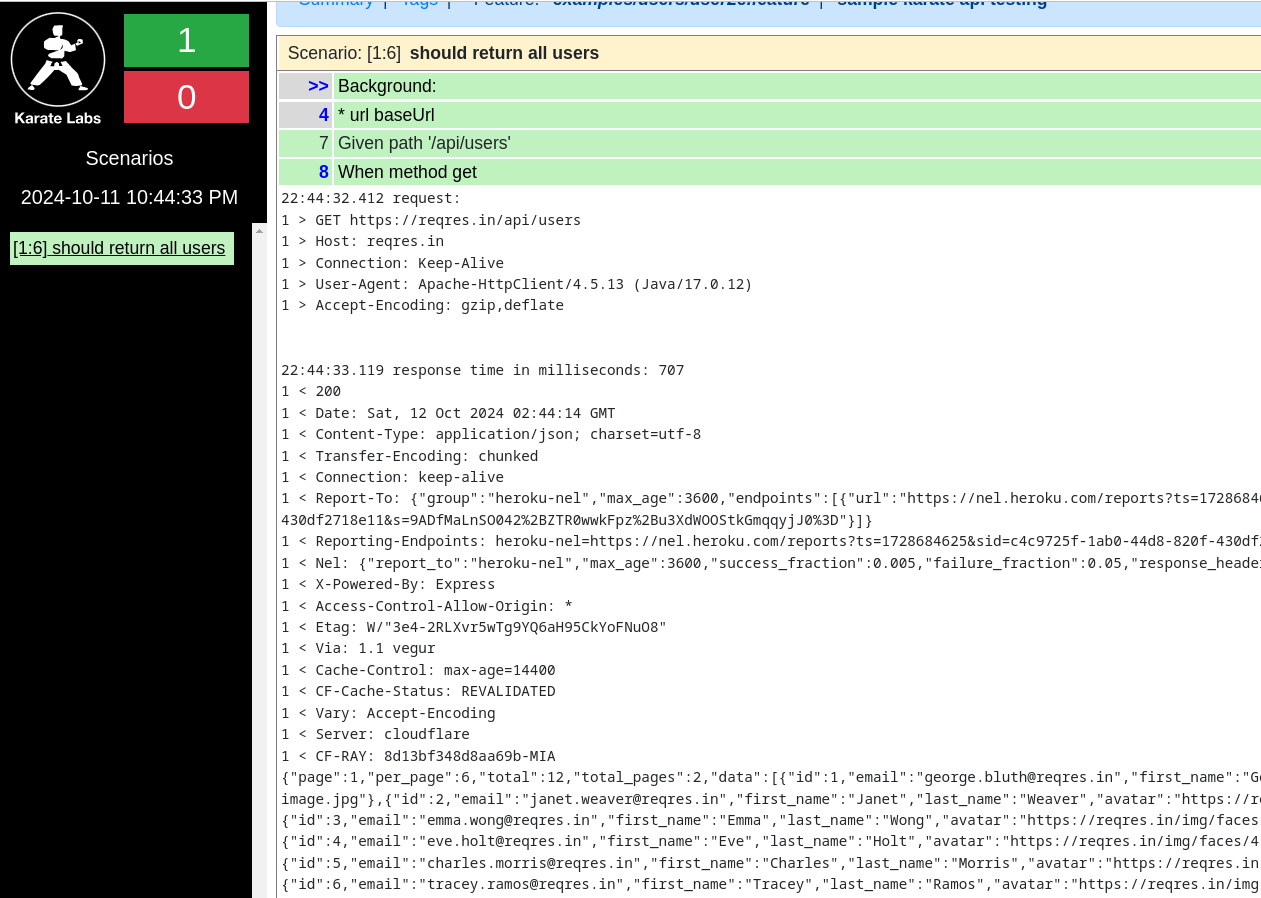 Summary | Tags | Feature: | sample karate api testing
1
0
Karate Labs
Scenarios
2024-10-11 10:44:33 PM
[1:6] should return all users
Scenario: [1:6] should return all users
>> Background:
4 * url baseUrl
7 Given path '/api/users'
8 When method get
22:44:32.412 request:
1 > GET https://reqres.in/api/users
1 > Host: reqres.in
1 > Connection: Keep-Alive
1 > User-Agent: Apache-HttpClient/4.5.13 (Java/17.0.12)
1 > Accept-Encoding: gzip,deflate
22:44:33.119 response time in milliseconds: 707
1 < 200
1 < Date: Sat, 12 Oct 2024 02:44:14 GMT
1 < Content-Type: application/json; charset=utf-8
1 < Transfer-Encoding: chunked
1 < Connection: keep-alive
1 < Report-To: {"group":"heroku-nel","max_age":3600,"endpoints":[{"url":"https://nel.heroku.com/reports?ts=1728684
430df2718e11&s=9ADfMaLnSO042%2BZTR0wwkFpz%2Bu3XdWOOStkGmqqyjJ0%3D"}]}
1 < Reporting-Endpoints: heroku-nel=https://nel.heroku.com/reports?ts=1728684625&sid=c4c9725f-1ab0-44d8-820f-430df
1 < Nel: {"report_to":"heroku-nel","max_age":3600,"success_fraction":0.005,"failure_fraction":0.05,"response_heade
1 < X-Powered-By: Express
1 < Access-Control-Allow-Origin: *
1 < Etag: W/"3e4-2RLXvr5wTg9YQ6aH95CkYoFNuO8"
1 < Via: 1.1 vegur
1 < Cache-Control: max-age=14400
1 < CF-Cache-Status: REVALIDATED
1 < Vary: Accept-Encoding
1 < Server: cloudflare
1 < CF-RAY: 8d13bf348d8aa69b-MIA
{"page":1,"per_page":6,"total":12,"total_pages":2,"data":[{"id":1,"email":"george.bluth@reqres.in","first_name":"G
image.jpg"},{"id":2,"email":"janet.weaver@reqres.in","first_name":"Janet","last_name":"Weaver","avatar":"https://r
{"id":3,"email":"emma.wong@reqres.in","first_name":"Emma","last_name":"Wong","avatar":"https://reqres.in/img/faces
{"id":4,"email":"eve.holt@reqres.in","first_name":"Eve","last_name":"Holt","avatar":"https://reqres.in/img/faces/4
{"id":5,"email":"charles.morris@reqres.in","first_name":"Charles","last_name":"Morris","avatar":"https://reqres.in
{"id":6,"email":"tracey.ramos@reqres.in","first_name":"Tracey","last_name":"Ramos","avatar":"https://reqres.in/img